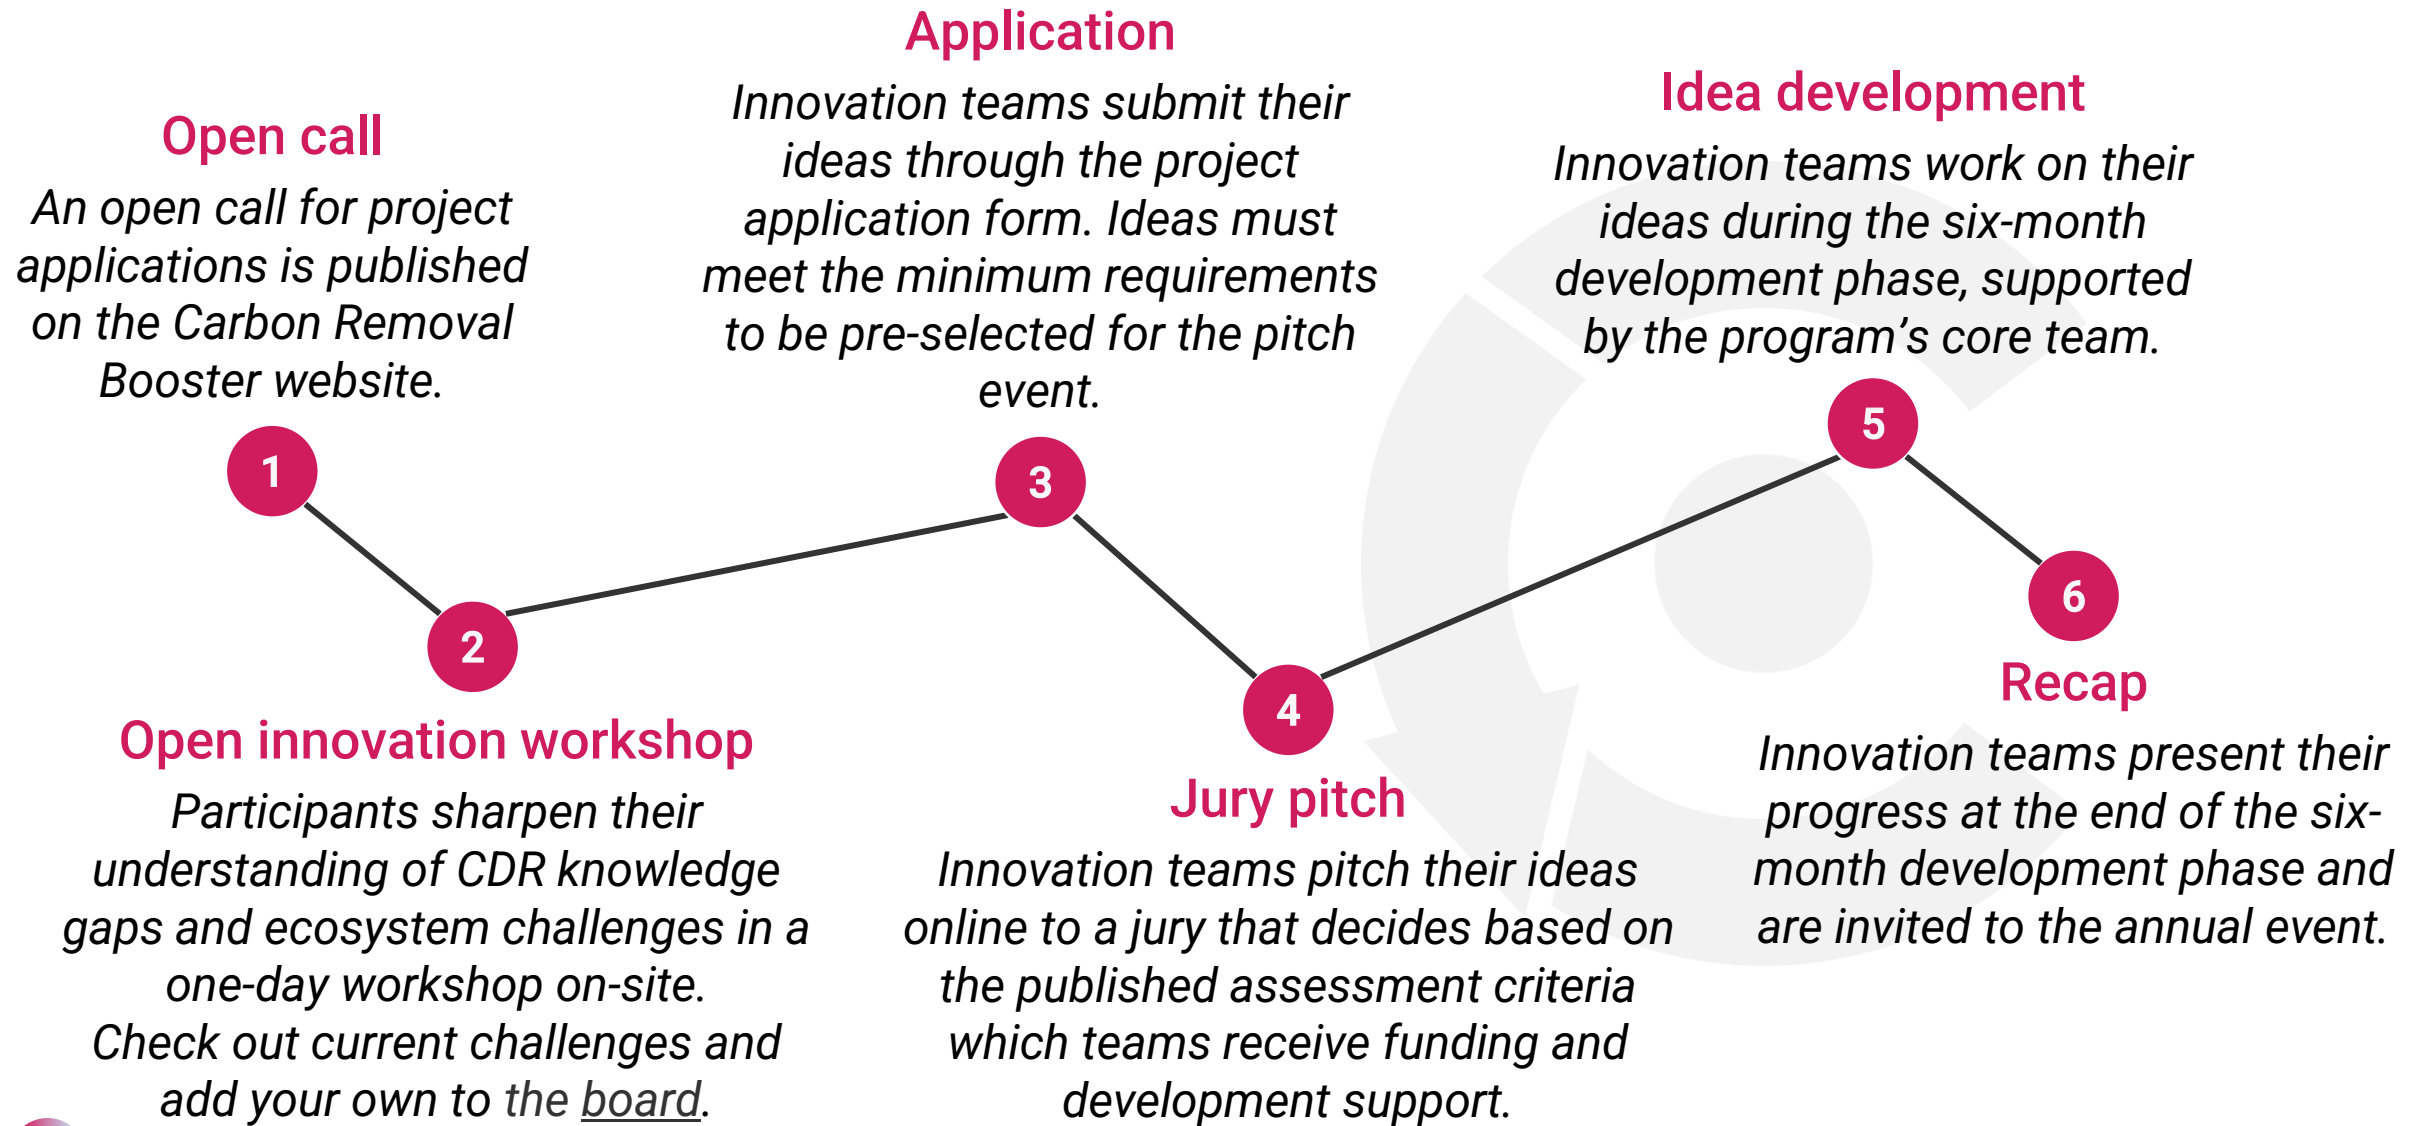 Open call
An open call for project
applications is published
on the Carbon Removal
Booster website.
1
2
Open innovation workshop
Participants sharpen their
understanding of CDR knowledge
gaps and ecosystem challenges in a
one-day workshop on-site.
Check out current challenges and
add your own to the board.
Application
Innovation teams submit their
ideas through the project
application form. Ideas must
meet the minimum requirements
to be pre-selected for the pitch
event.
3
4
Jury pitch
Innovation teams pitch their ideas
online to a jury that decides based on
the published assessment criteria
which teams receive funding and
development support.
Idea development
Innovation teams work on their
ideas during the six-month
development phase, supported
by the program's core team.
5
6
Recap
Innovation teams present their
progress at the end of the six-
month development phase and
are invited to the annual event.